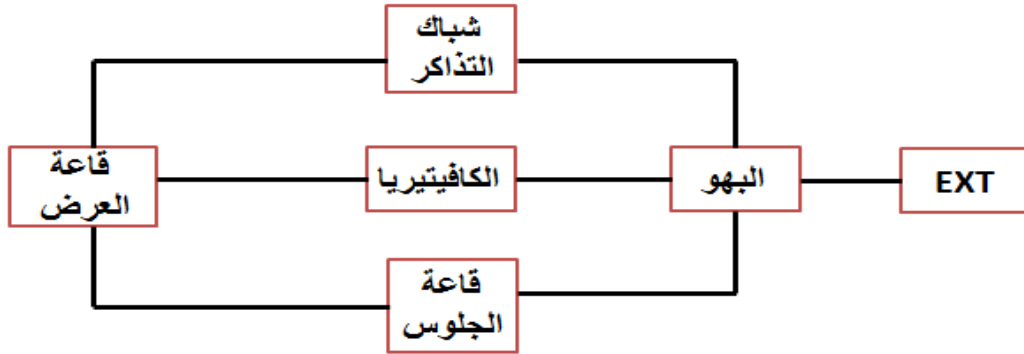 شباك
التذاكر
EXT
البهو
الكافيتيريا
قاعة
العرض
قاعة
الجلوس